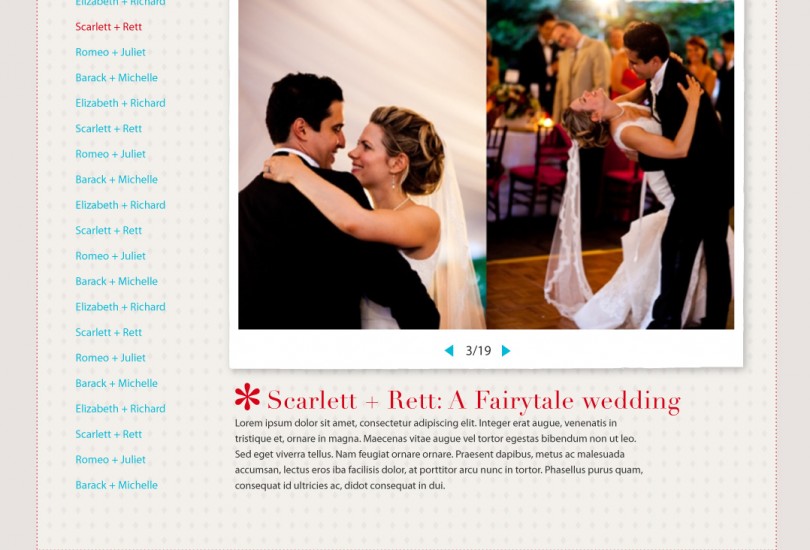 Elizabeth + Richard
Scarlett + Rett
Romeo + Juliet
Barack + Michelle
Elizabeth + Richard
Scarlett + Rett
Romeo + Juliet
Barack + Michelle
Elizabeth + Richard
Scarlett + Rett
Romeo + Juliet
Barack + Michelle
Elizabeth + Richard
Scarlett + Rett
Romeo + Juliet
Barack + Michelle
Elizabeth + Richard
Scarlett + Rett
Romeo + Juliet
Barack + Michelle
3/19
Scarlett + Rett: A Fairytale wedding
Lorem ipsum dolor sit amet, consectetur adipiscing elit. Integer erat augue, venenatis in
tristique et, ornare in magna. Maecenas vitae augue vel tortor egestas bibendum non ut leo.
Sed eget viverra tellus. Nam feugiat ornare ornare. Praesent dapibus, metus ac malesuada
accumsan, lectus eros iba facilisis dolor, at porttitor arcu nunc in tortor. Phasellus purus quam,
consequat id ultricies ac, didot consequat in dui.